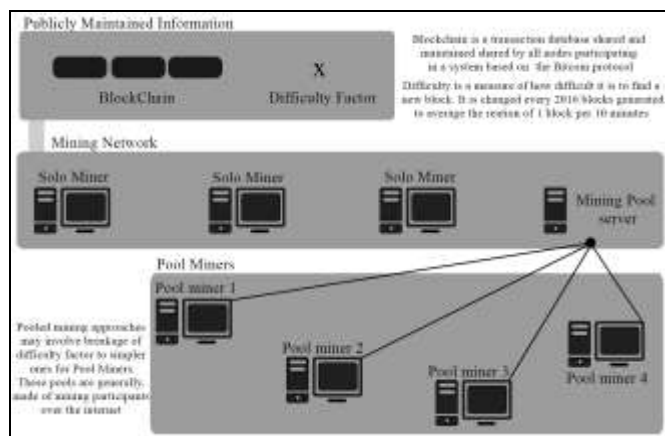 Publicly Maintained Information
BlockChain
X
Difficulty Factor
Blockchain is a transaction database shared and
maintained shared by all nodes participating
in a system based on the Bitcoin protocol
Difficulty is a measure of how difficult it is to find a
new block. It is changed every 2016 blocks generated
to average the of 1 block per 10 minutes
Mining Network
Solo Miner
Solo Miner
Solo Miner
Mining Pool
server
Pool Miners
Pool miner 1
Pool miner 2
Pool miner 3
Pool miner 4
Pooled mining approaches
may involve breakage of
difficulty factor to simpler
ones for Pool Miners
These pools are generally,
made of mining participants
over the internet